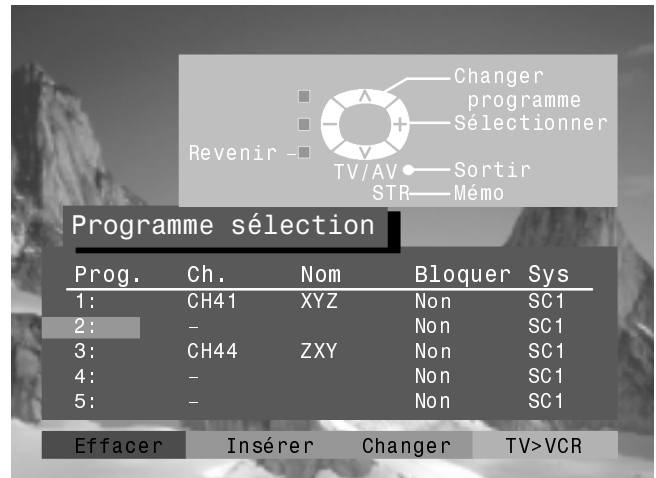 Changer
programme
Sélectionner
Revenir
TV/AV Sortir
STR Mémo
Programme sélection
Prog. Ch. Nom Bloquer Sys
1: CH41 XYZ Non SC1
2: – Non SC1
3: CH44 ZXY Non SC1
4: – Non SC1
5: – Non SC1
Effacer Insérer Changer TV>VCR